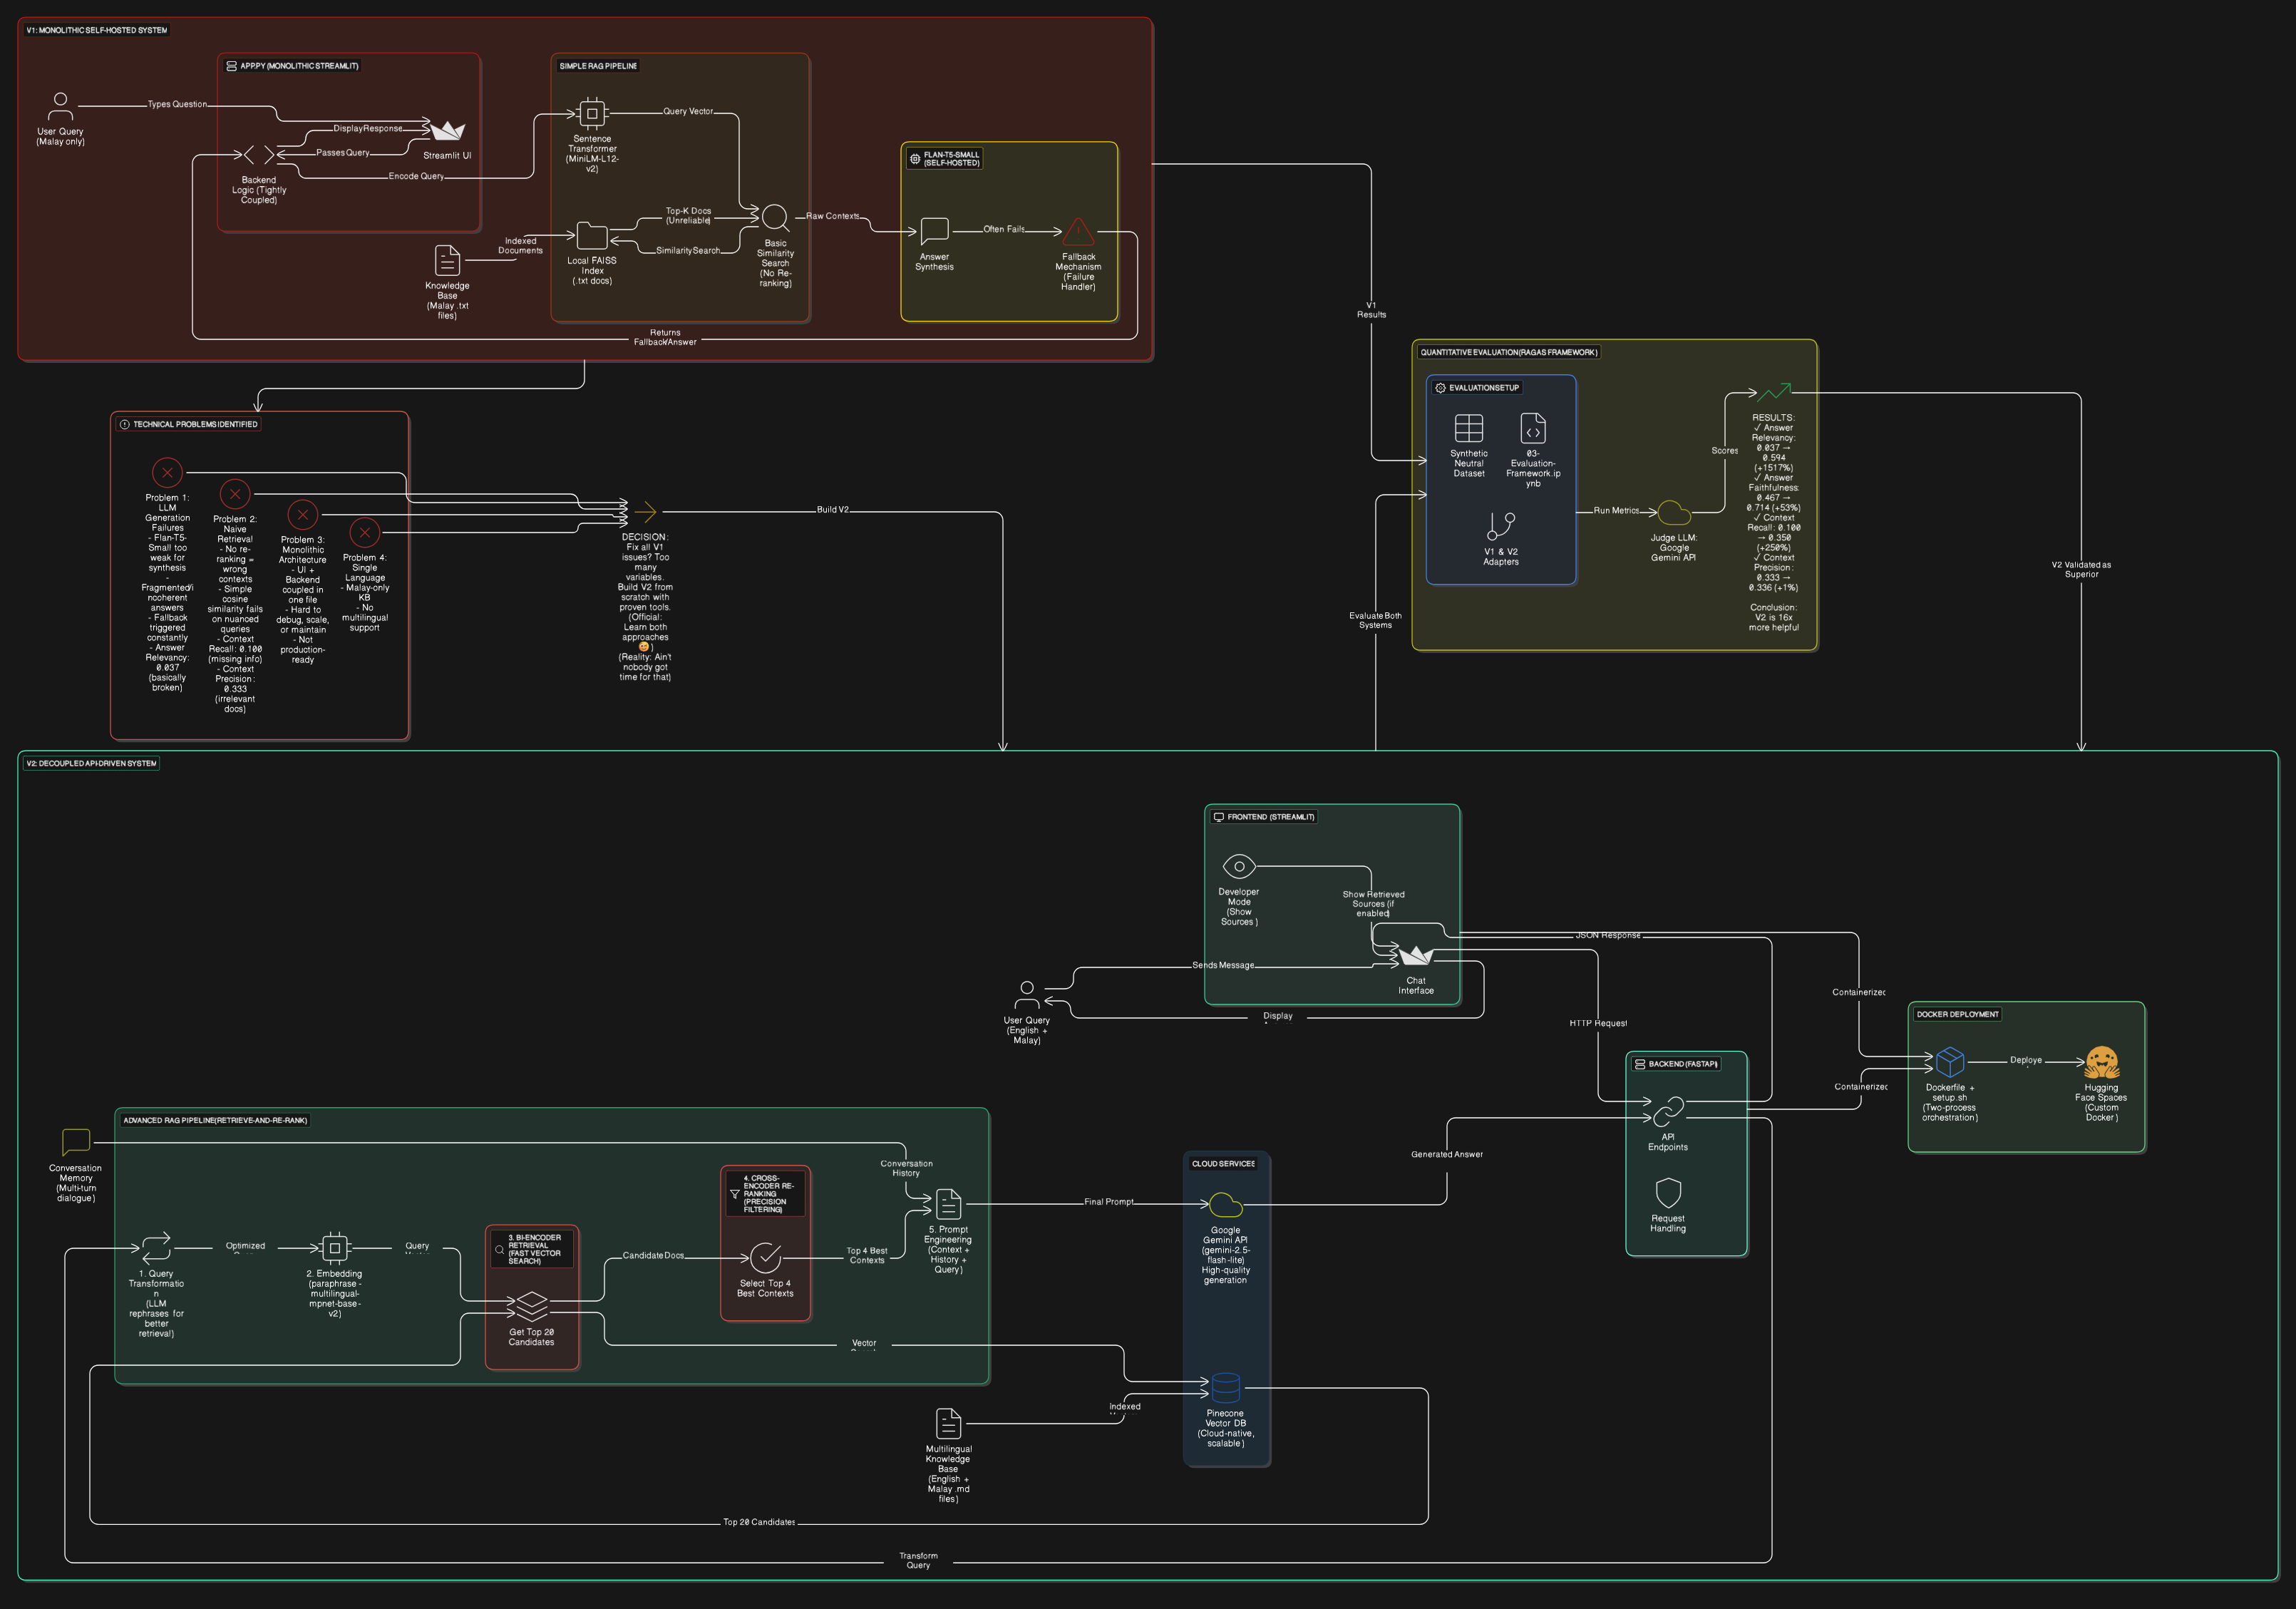 V1: MONOLITHIC SELF-HOSTED SYSTEM
APP.PY (MONOLITHIC STREAMLIT)
User Query
(Malay only)
Types Question
Display Response
Passes Query
Streamlit UI
Backend
Logic (Tightly
Coupled)
Encode Query
SIMPLE RAG PIPELINE
Sentence
Transformer
(MiniLM-L12-
v2)
Query Vector
Top-K Docs
(Unreliable)
Similarity Search
Indexed
Documents
Local FAISS
Index
(.txt docs)
Basic
Similarity
Search
(No Re-
ranking)
Knowledge
Base
(Malay .txt
files)
Raw Contexts
FLAN-T5-SMALL
(SELF-HOSTED)
Answer
Synthesis
Often Fails
Fallback
Mechanism
(Failure
Handler)
Returns
Fallback/Answer
V1
Results
TECHNICAL PROBLEMS IDENTIFIED
Problem 1:
LLM
Generation
Failures
- Flan-T5-
Small too
weak for
synthesis
-
Fragmented/i
ncoherent
answers
- Fallback
triggered
constantly
- Answer
Relevancy:
0.037
(basically
broken)
Problem 2:
Naive
Retrieval
- No re-
ranking =
wrong
contexts
- Simple
cosine
similarity fails
on nuanced
queries
- Context
Recall: 0.100
(missing info)
- Context
Precision:
0.333
(irrelevant
docs)
Problem 3:
Monolithic
Architecture
- UI +
Backend
coupled in
one file
- Hard to
debug, scale,
or maintain
- Not
production-
ready
Problem 4:
Single
Language
- Malay-only
KB
- No
multilingual
support
DECISION:
Fix all V1
issues? Too
many
variables.
Build V2 from
scratch with
proven tools.
(Official:
Learn both
approaches
)
(Reality: Ain't
nobody got
time for that)
Build V2
QUANTITATIVE EVALUATION (RAGAS FRAMEWORK)
EVALUATION SETUP
Synthetic
Neutral
Dataset
03-
Evaluation-
Framework.ip
ynb
V1 & V2
Adapters
Run Metrics
Judge LLM:
Google
Gemini API
Scores
RESULTS:
✓ Answer
Relevancy:
0.037 →
0.594
(+1517%)
✓ Answer
Faithfulness:
0.467 →
0.714 (+53%)
✓ Context
Recall: 0.100
→ 0.350
(+250%)
✓ Context
Precision:
0.333 →
0.336 (+1%)
Conclusion:
V2 is 16x
more helpful
Evaluate Both
Systems
V2 Validated as
Superior
V2: DECOUPLED API-DRIVEN SYSTEM
FRONTEND (STREAMLIT)
Developer
Mode
(Show
Sources)
Show Retrieved
Sources (if
enabled)
Chat
Interface
Sends Message
User Query
(English +
Malay)
Display
JSON Response
HTTP Request
Containerized
Containerized
DOCKER DEPLOYMENT
Dockerfile +
setup.sh
(Two-process
orchestration)
Deploye
Hugging
Face Spaces
(Custom
Docker)
BACKEND (FASTAPI)
API
Endpoints
Request
Handling
Generated Answer
ADVANCED RAG PIPELINE (RETRIEVE-AND-RE-RANK)
Conversation
Memory
(Multi-turn
dialogue)
Conversation
History
1. Query
Transformatio
n
(LLM
rephrases for
better
retrieval)
Optimized
2. Embedding
(paraphrase-
multilingual-
mpnet-base-
v2)
Query
3. BI-ENCODER
RETRIEVAL
(FAST VECTOR
SEARCH)
Get Top 20
Candidates
Candidate Docs
4. CROSS-
ENCODER RE-
RANKING
(PRECISION
FILTERING)
Select Top 4
Best Contexts
Top 4 Best
Contexts
5. Prompt
Engineering
(Context +
History +
Query)
Final Prompt
CLOUD SERVICES
Google
Gemini API
(gemini-2.5-
flash-lite)
High-quality
generation
Vector
Pinecone
Vector DB
(Cloud-native,
scalable)
Indexed
Multilingual
Knowledge
Base
(English +
Malay .md
files)
Top 20 Candidates
Transform
Query